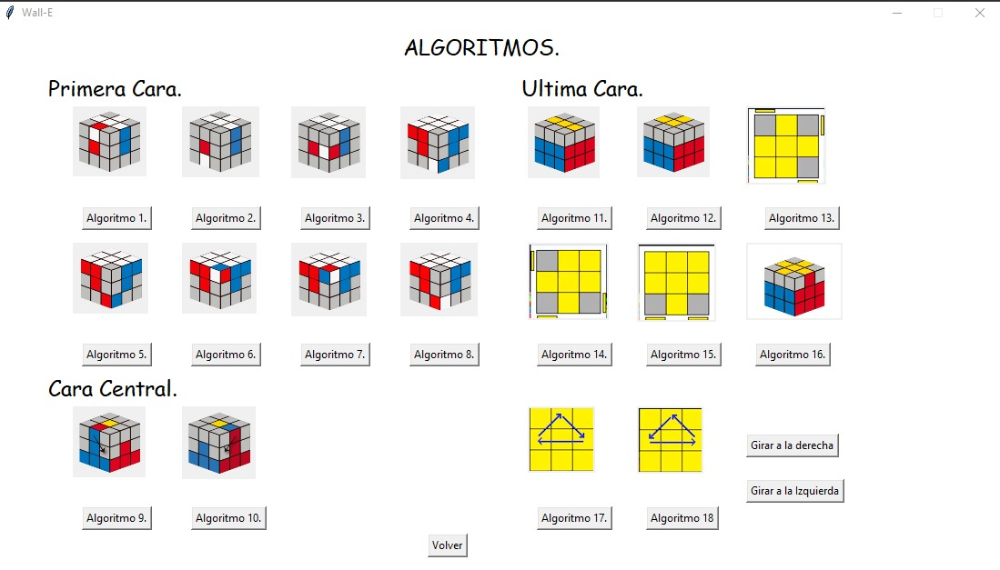 Wall-E
ALGORITMOS.
Primera Cara.
Ultima Cara.
Algoritmo 1.
Algoritmo 2.
Algoritmo 3.
Algoritmo 4.
Algoritmo 11.
Algoritmo 12.
Algoritmo 13.
Algoritmo 5.
Algoritmo 6.
Algoritmo 7.
Algoritmo 8.
Algoritmo 14.
Algoritmo 15.
Algoritmo 16.
Cara Central.
Girar a la derecha
Girar a la Izquierda
Algoritmo 9.
Algoritmo 10.
Algoritmo 17.
Algoritmo 18
Volver